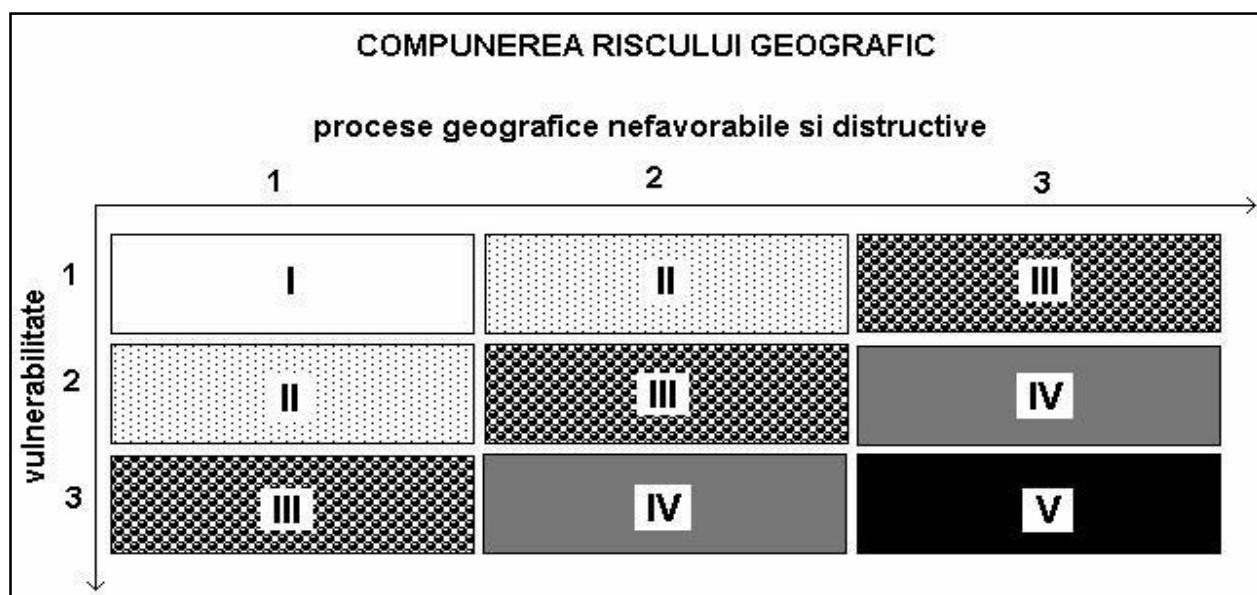 COMPUNEREA RISCULUI GEOGRAFIC
procese geografice nefavorabile si distructive
1 2 3
vulnerabilitate
1 I II III
2 II III IV
3 III IV V